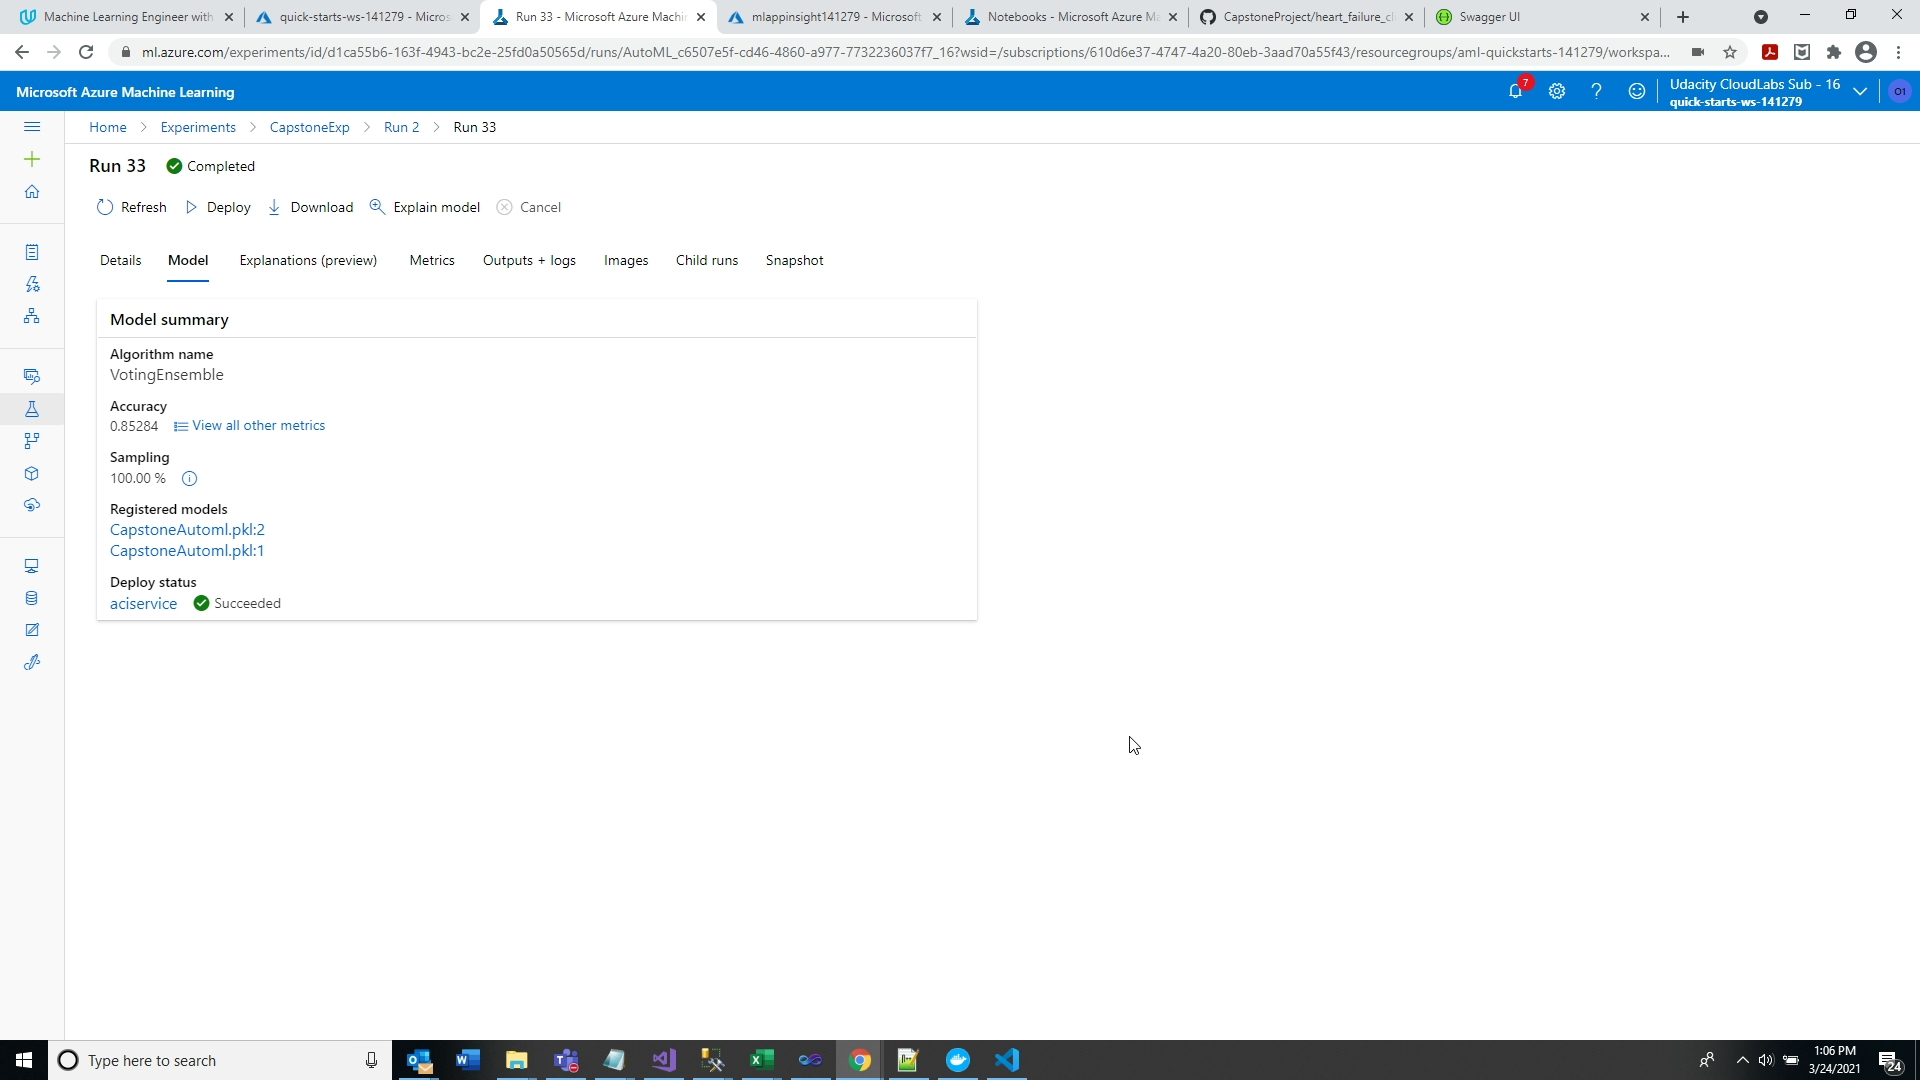 Machine Learning Engineer with
quick-starts-ws-141279 - Micros
Run 33 - Microsoft Azure Machi
mlappinsight141279 - Microsoft
Notebooks - Microsoft Azure Ma
CapstoneProject/heart_failure_cli
Swagger UI
ml.azure.com/experiments/id/d1ca55b6-163f-4943-bc2e-25fd0a50565d/runs/AutoML_c6507e5f-cd46-4860-a977-7732236037f7_16?wsid=/subscriptions/610d6e37-4747-4a20-80eb-3aad70a55f43/resourcegroups/aml-quickstarts-141279/workspa...
Microsoft Azure Machine Learning
7
Udacity CloudLabs Sub - 16
quick-starts-ws-141279
O1
Home > Experiments > CapstoneExp > Run 2 > Run 33
Run 33 Completed
Refresh Deploy Download Explain model Cancel
Details Model Explanations (preview) Metrics Outputs + logs Images Child runs Snapshot
Model summary
Algorithm name
VotingEnsemble
Accuracy
0.85284 View all other metrics
Sampling
100.00 %
Registered models
CapstoneAutoml.pkl:2
CapstoneAutoml.pkl:1
Deploy status
aciservice Succeeded
Type here to search
1:06 PM
3/24/2021
24